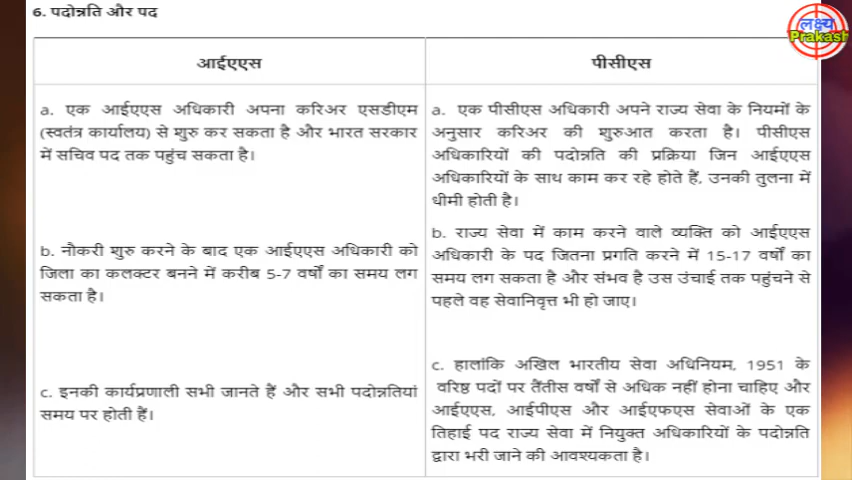 6. पदोन्नति और पद
लक्ष्य
Prakash
आईएएस
पीसीएस
a. एक आईएएस अधिकारी अपना करिअर एसडीएम
(स्वतंत्र कार्यालय) से शुरु कर सकता है और भारत सरकार
में सचिव पद तक पहुंच सकता है।
a. एक पीसीएस अधिकारी अपने राज्य सेवा के नियमों के
अनुसार करिअर की शुरुआत करता है। पीसीएस
अधिकारियों की पदोन्नति की प्रक्रिया जिन आईएएस
अधिकारियों के साथ काम कर रहे होते हैं, उनकी तुलना में
धीमी होती है।
b. नौकरी शुरु करने के बाद एक आईएएस अधिकारी को
जिला का कलक्टर बनने में करीब 5-7 वर्षों का समय लग
सकता है।
b. राज्य सेवा में काम करने वाले व्यक्ति को आईएएस
अधिकारी के पद जितना प्रगति करने में 15-17 वर्षों का
समय लग सकता है और संभव है उस उंचाई तक पहुंचने से
पहले वह सेवानिवृत्त भी हो जाए।
c. इनकी कार्यप्रणाली सभी जानते हैं और सभी पदोन्नतियां
समय पर होती हैं।
c. हालांकि अखिल भारतीय सेवा अधिनियम, 1951 के
वरिष्ठ पदों पर तैंतीस वर्षों से अधिक नहीं होना चाहिए और
आईएएस, आईपीएस और आईएफएस सेवाओं के एक
तिहाई पद राज्य सेवा में नियुक्त अधिकारियों के पदोन्नति
द्वारा भरी जाने की आवश्यकता है।